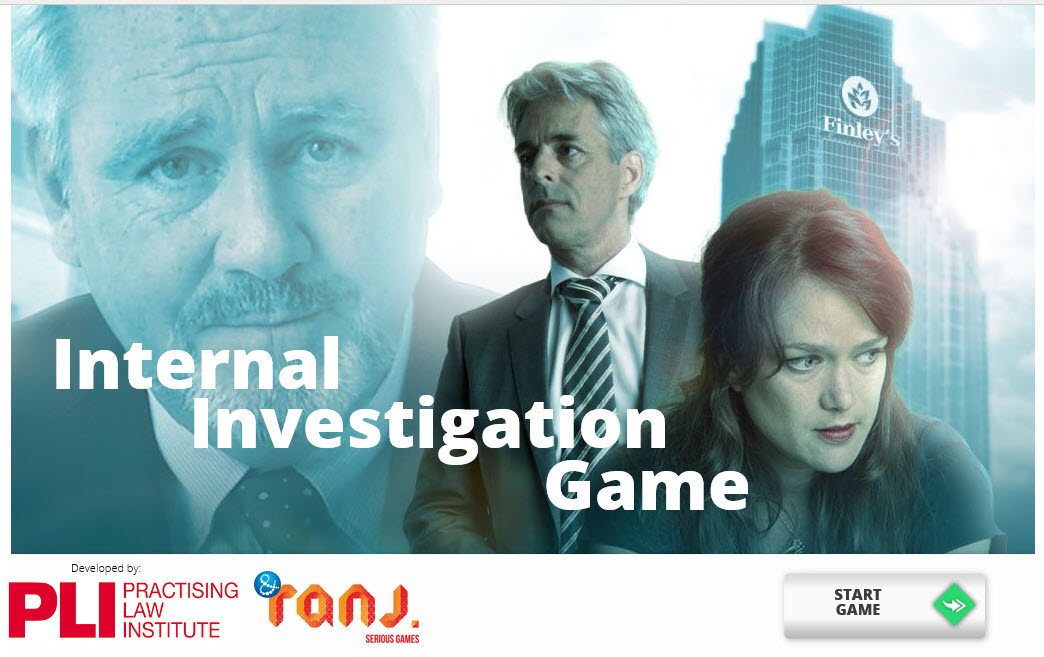 Finley's
Internal
Investigation
Game
Developed by:
PLI PRACTISING
LAW
INSTITUTE
& ranj.
SERIOUS GAMES
START
GAME